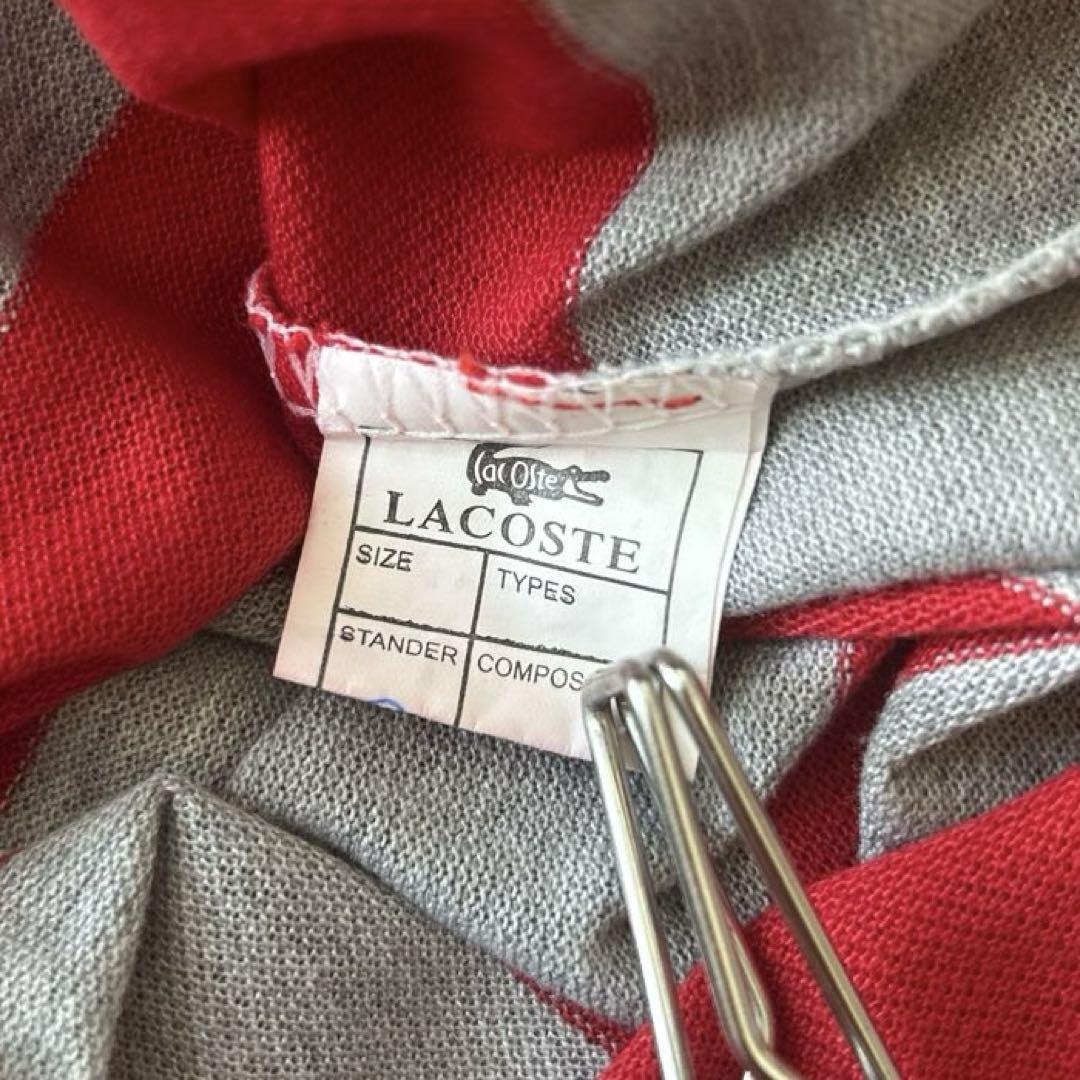 Lacoste
LACOSTE
SIZE
TYPES
STANDER
COMPOS